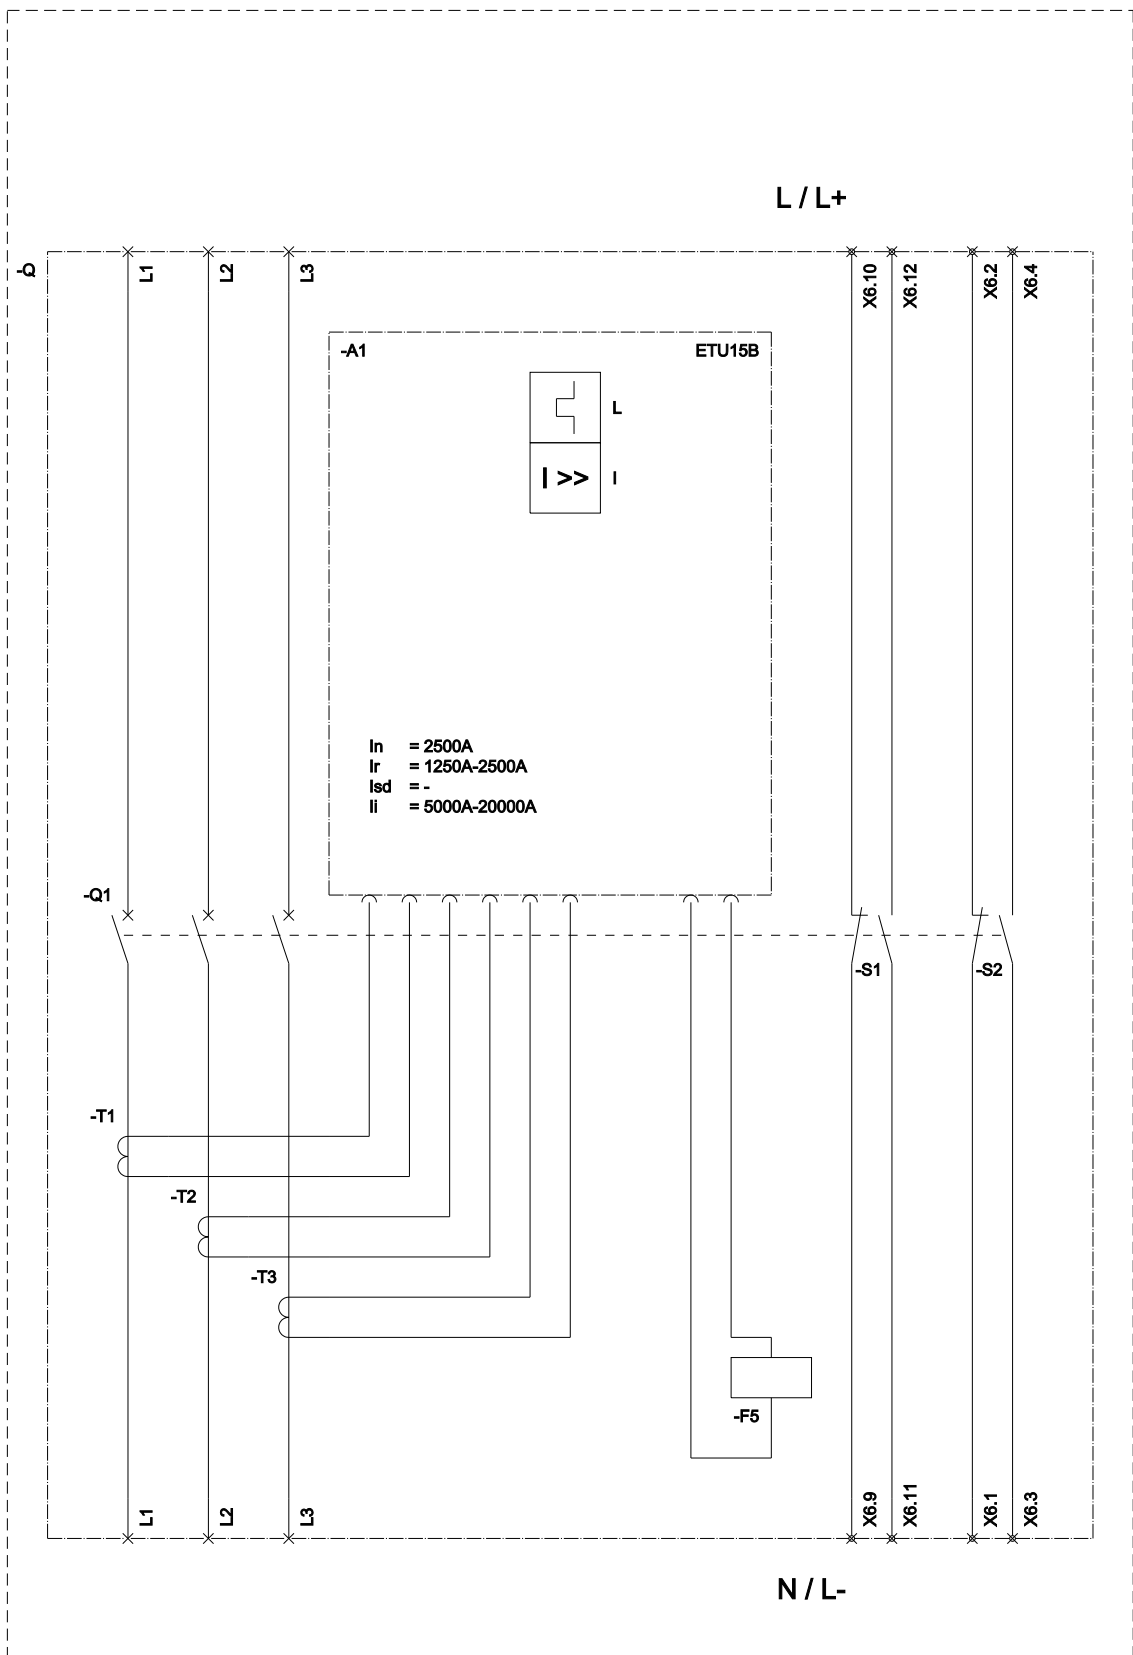 L / L+
-Q
L1
L2
L3
X6.10
X6.12
X6.2
X6.4
-A1
ETU15B
L
I >>
I
In = 2500A
Ir = 1250A-2500A
Isd = -
Ii = 5000A-20000A
-Q1
-S1
-S2
-T1
-T2
-T3
-F5
L1
L2
L3
X6.9
X6.11
X6.1
X6.3
N / L-